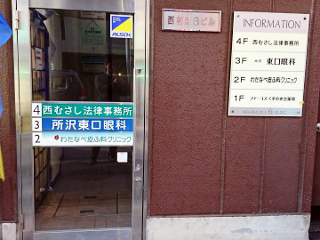 ALSOK
4 西むさし法律事務所
3 所沢東口眼科
2 わたなべ皮ふ科クリニック
INFORMATION
4F 西むさし法律事務所
3F 東口眼科
2F わたなべ皮ふ科クリニック
1F